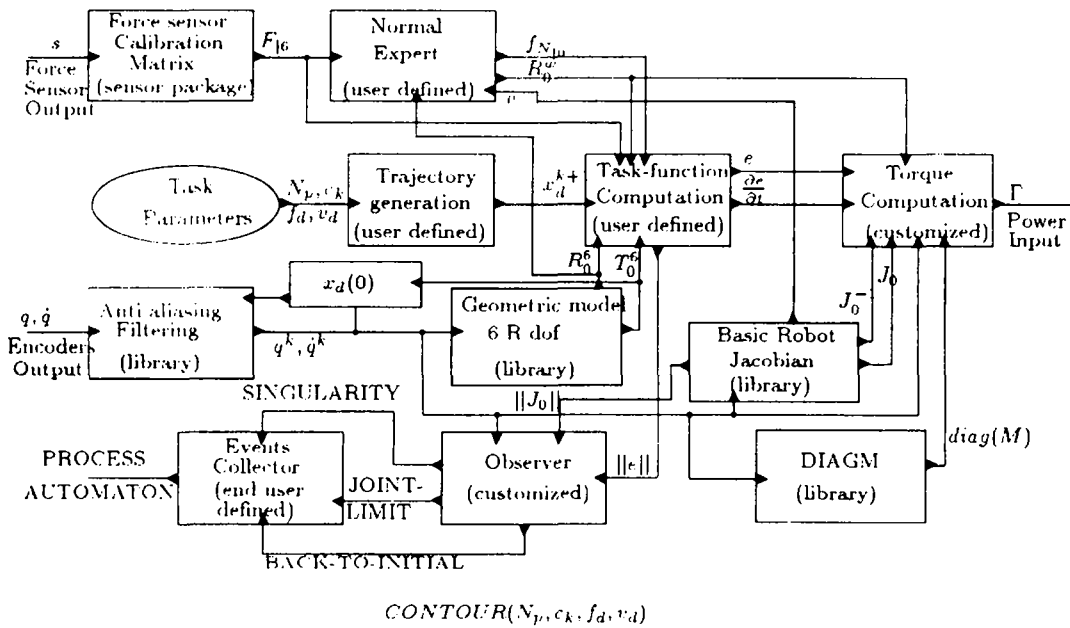 s
Force
Sensor
Output
Force sensor
Calibration
Matrix
(sensor package)
F|6
Normal
Expert
(user defined)
R_0^w
Task
Parameters
N_p, c_k
f_d, v_d
Trajectory
generation
(user defined)
x_d^{k+}
Task-function
Computation
(user defined)
e
∂e
∂t
Torque
Computation
(customized)
Γ
Power
Input
R_0^6
T_0^6
J_0^-
J_0
x_d(0)
q, q̇
Encoders
Output
Anti aliasing
Filtering
(library)
q^k, q̇^k
Geometric model
6 R dof
(library)
Basic Robot
Jacobian
(library)
||J_0||
SINGULARITY
PROCESS
AUTOMATON
Events
Collector
(end user
defined)
JOINT-
LIMIT
Observer
(customized)
||e||
DIAGM
(library)
diag(M)
BACK-TO-INITIAL
CONTOUR(N_p, c_k, f_d, v_d)